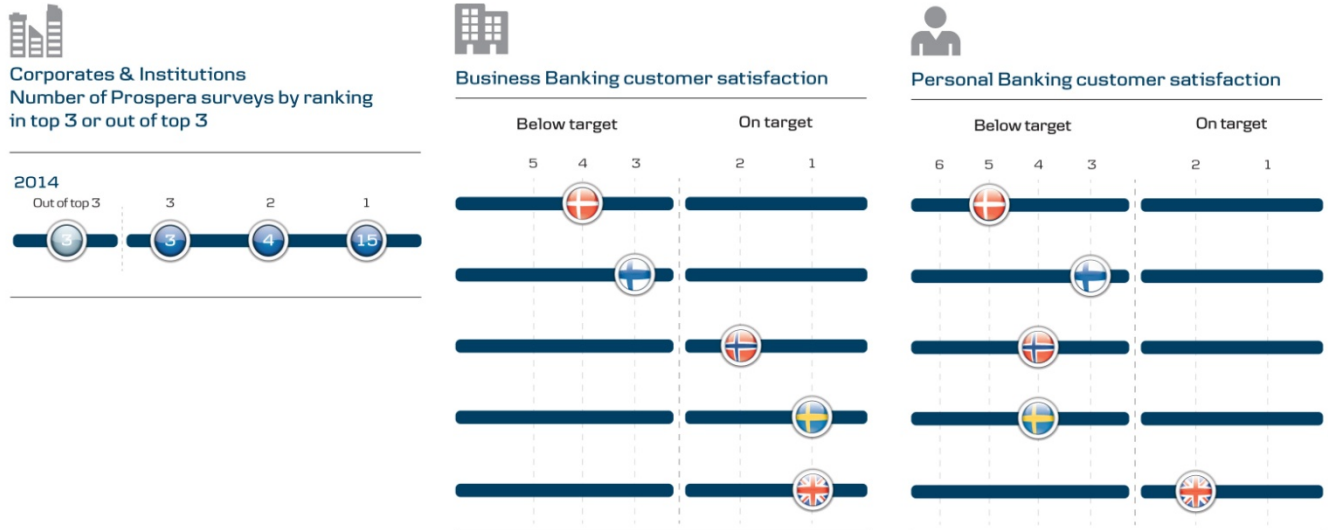 Corporates & Institutions
Number of Prospera surveys by ranking
in top 3 or out of top 3
2014
Out of top 3 3 2 1
3 3 4 15
Business Banking customer satisfaction
Below target On target
5 4 3 2 1
Personal Banking customer satisfaction
Below target On target
6 5 4 3 2 1